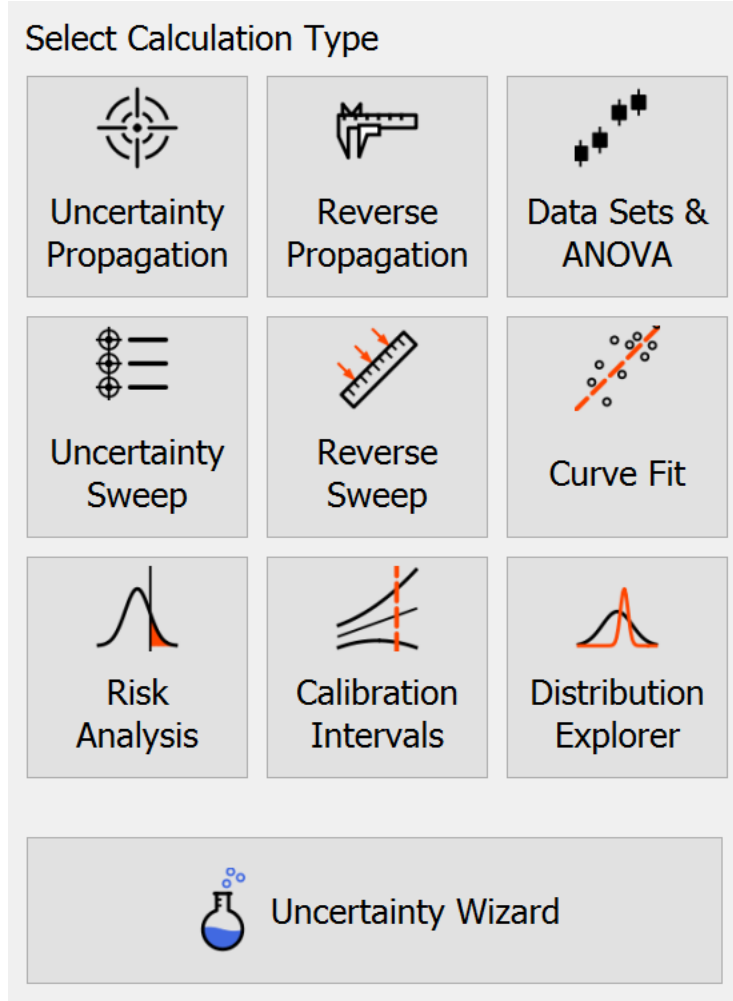 Select Calculation Type
Uncertainty
Propagation
Reverse
Propagation
Data Sets &
ANOVA
Uncertainty
Sweep
Reverse
Sweep
Curve Fit
Risk
Analysis
Calibration
Intervals
Distribution
Explorer
Uncertainty Wizard